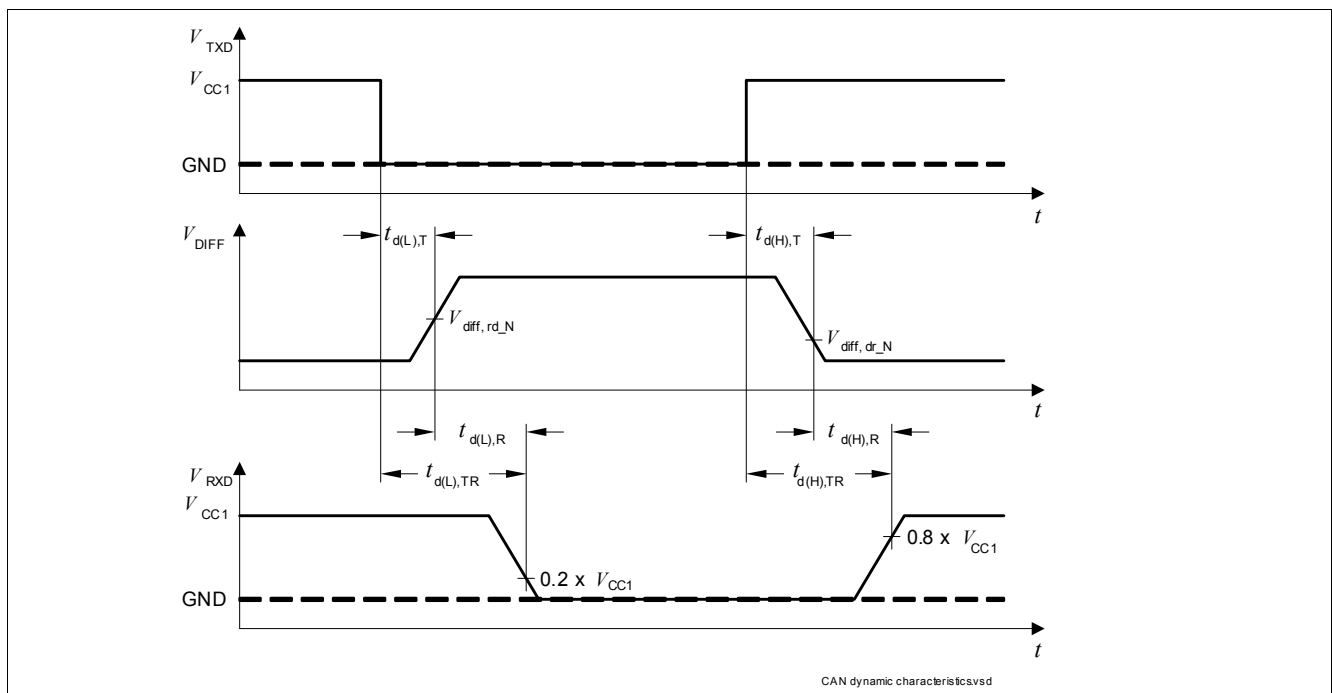 V TXD
V CC1
GND
t
V DIFF
t d(L),T
t d(H),T
V diff, rd_N
V diff, dr_N
t
t d(L),R
t d(H),R
t d(L),TR
t d(H),TR
V RXD
V CC1
0.8 x V CC1
0.2 x V CC1
GND
t
CAN dynamic characteristics.vsd